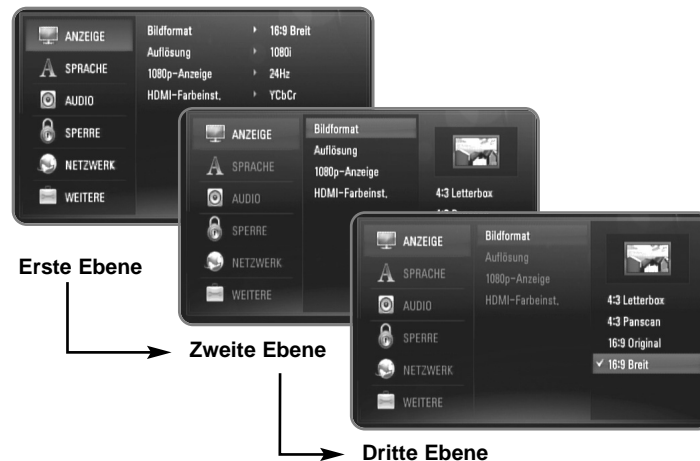 ANZEIGE
SPRACHE
AUDIO
SPERRE
NETZWERK
WEITERE
Bildformat 16:9 Breit
Auflösung 1080i
1080p-Anzeige 24Hz
HDMI-Farbeinst. YCbCr
Erste Ebene
ANZEIGE
SPRACHE
AUDIO
SPERRE
NETZWERK
WEITERE
Bildformat
Auflösung
1080p-Anzeige
HDMI-Farbeinst.
4:3 Letterbox
Zweite Ebene
ANZEIGE
SPRACHE
AUDIO
SPERRE
NETZWERK
WEITERE
Bildformat
Auflösung
1080p-Anzeige
HDMI-Farbeinst.
4:3 Letterbox
4:3 Panscan
16:9 Original
✓ 16:9 Breit
Dritte Ebene